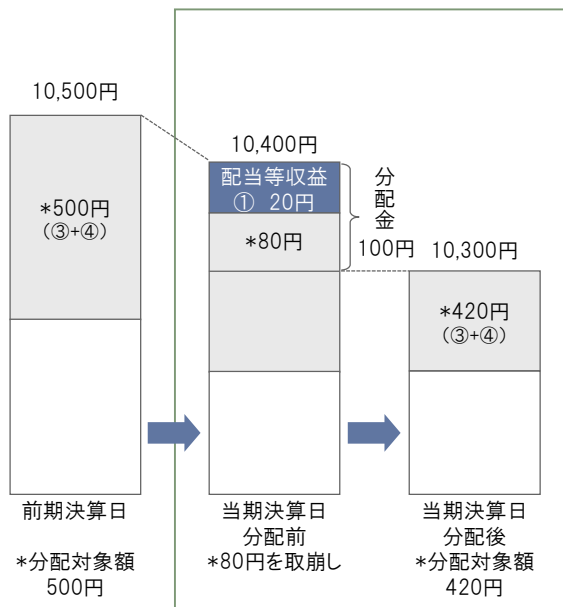 10,500円
*500円
(③+④)
前期決算日
*分配対象額
500円
10,400円
配当等収益
① 20円
*80円
分配金
100円
当期決算日
分配前
*80円を取崩し
10,300円
*420円
(③+④)
当期決算日
分配後
*分配対象額
420円